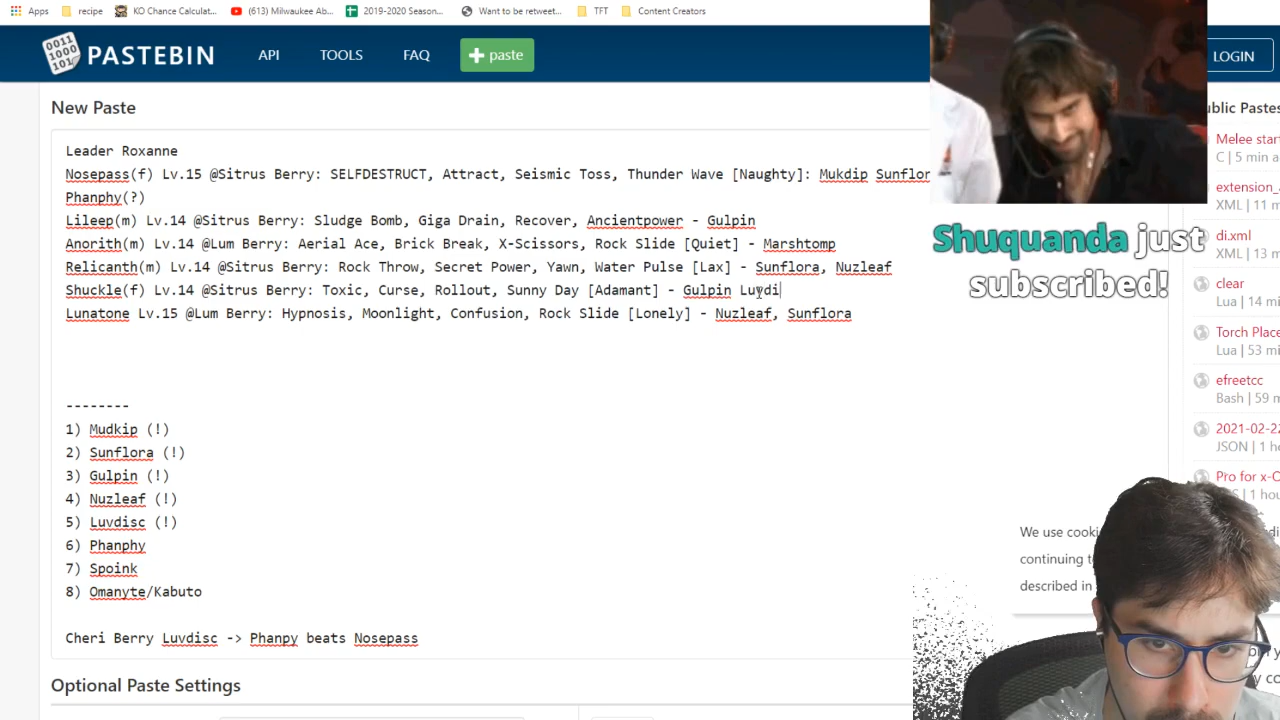 Apps recipe KO Chance Calculat... (613) Milwaukee Ab... 2019-2020 Season... Want to be retweet... TFT Content Creators
0011 1000 101 PASTEBIN API TOOLS FAQ + paste LOGIN
New Paste
Leader Roxanne
Nosepass(f) Lv.15 @Sitrus Berry: SELFDESTRUCT, Attract, Seismic Toss, Thunder Wave [Naughty]: Mukdip Sunflor
Phanphy(?)
Lileep(m) Lv.14 @Sitrus Berry: Sludge Bomb, Giga Drain, Recover, Ancientpower - Gulpin
Anorith(m) Lv.14 @Lum Berry: Aerial Ace, Brick Break, X-Scissors, Rock Slide [Quiet] - Marshtomp
Relicanth(m) Lv.14 @Sitrus Berry: Rock Throw, Secret Power, Yawn, Water Pulse [Lax] - Sunflora, Nuzleaf
Shuckle(f) Lv.14 @Sitrus Berry: Toxic, Curse, Rollout, Sunny Day [Adamant] - Gulpin Luvdi
Lunatone Lv.15 @Lum Berry: Hypnosis, Moonlight, Confusion, Rock Slide [Lonely] - Nuzleaf, Sunflora
--------
1) Mudkip (!)
2) Sunflora (!)
3) Gulpin (!)
4) Nuzleaf (!)
5) Luvdisc (!)
6) Phanphy
7) Spoink
8) Omanyte/Kabuto
Cheri Berry Luvdisc -> Phanpy beats Nosepass
Optional Paste Settings
Shuquanda just
subscribed!
ublic Pastes
Melee star
C | 5 min a
extension_
XML | 11 m
di.xml
XML | 13 m
clear
Lua | 14 m
Torch Place
Lua | 53 m
efreetcc
Bash | 59 m
2021-02-22
JSON | 1 h
Pro for x-C
1 hou
We use cooki
continuing t
described in